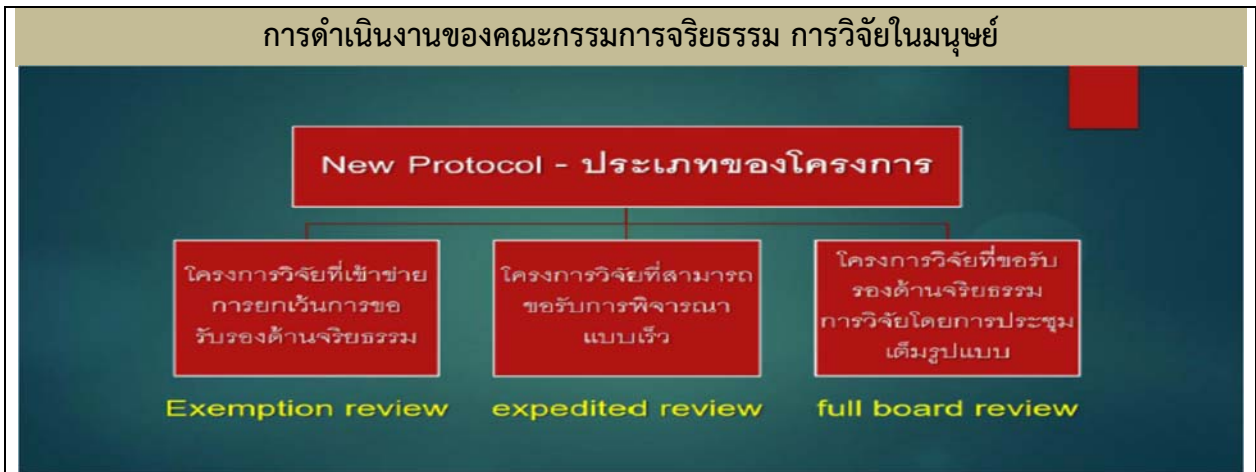 การดำเนินงานของคณะกรรมการจริยธรรม การวิจัยในมนุษย์
New Protocol - ประเภทของโครงการ
โครงการวิจัยที่เข้าข่าย
การยกเว้นการขอ
รับรองด้านจริยธรรม
โครงการวิจัยที่สามารถ
ขอรับการพิจารณา
แบบเร็ว
โครงการวิจัยที่ขอรับ
รองด้านจริยธรรม
การวิจัยโดยการประชุม
เต็มรูปแบบ
Exemption review
expedited review
full board review